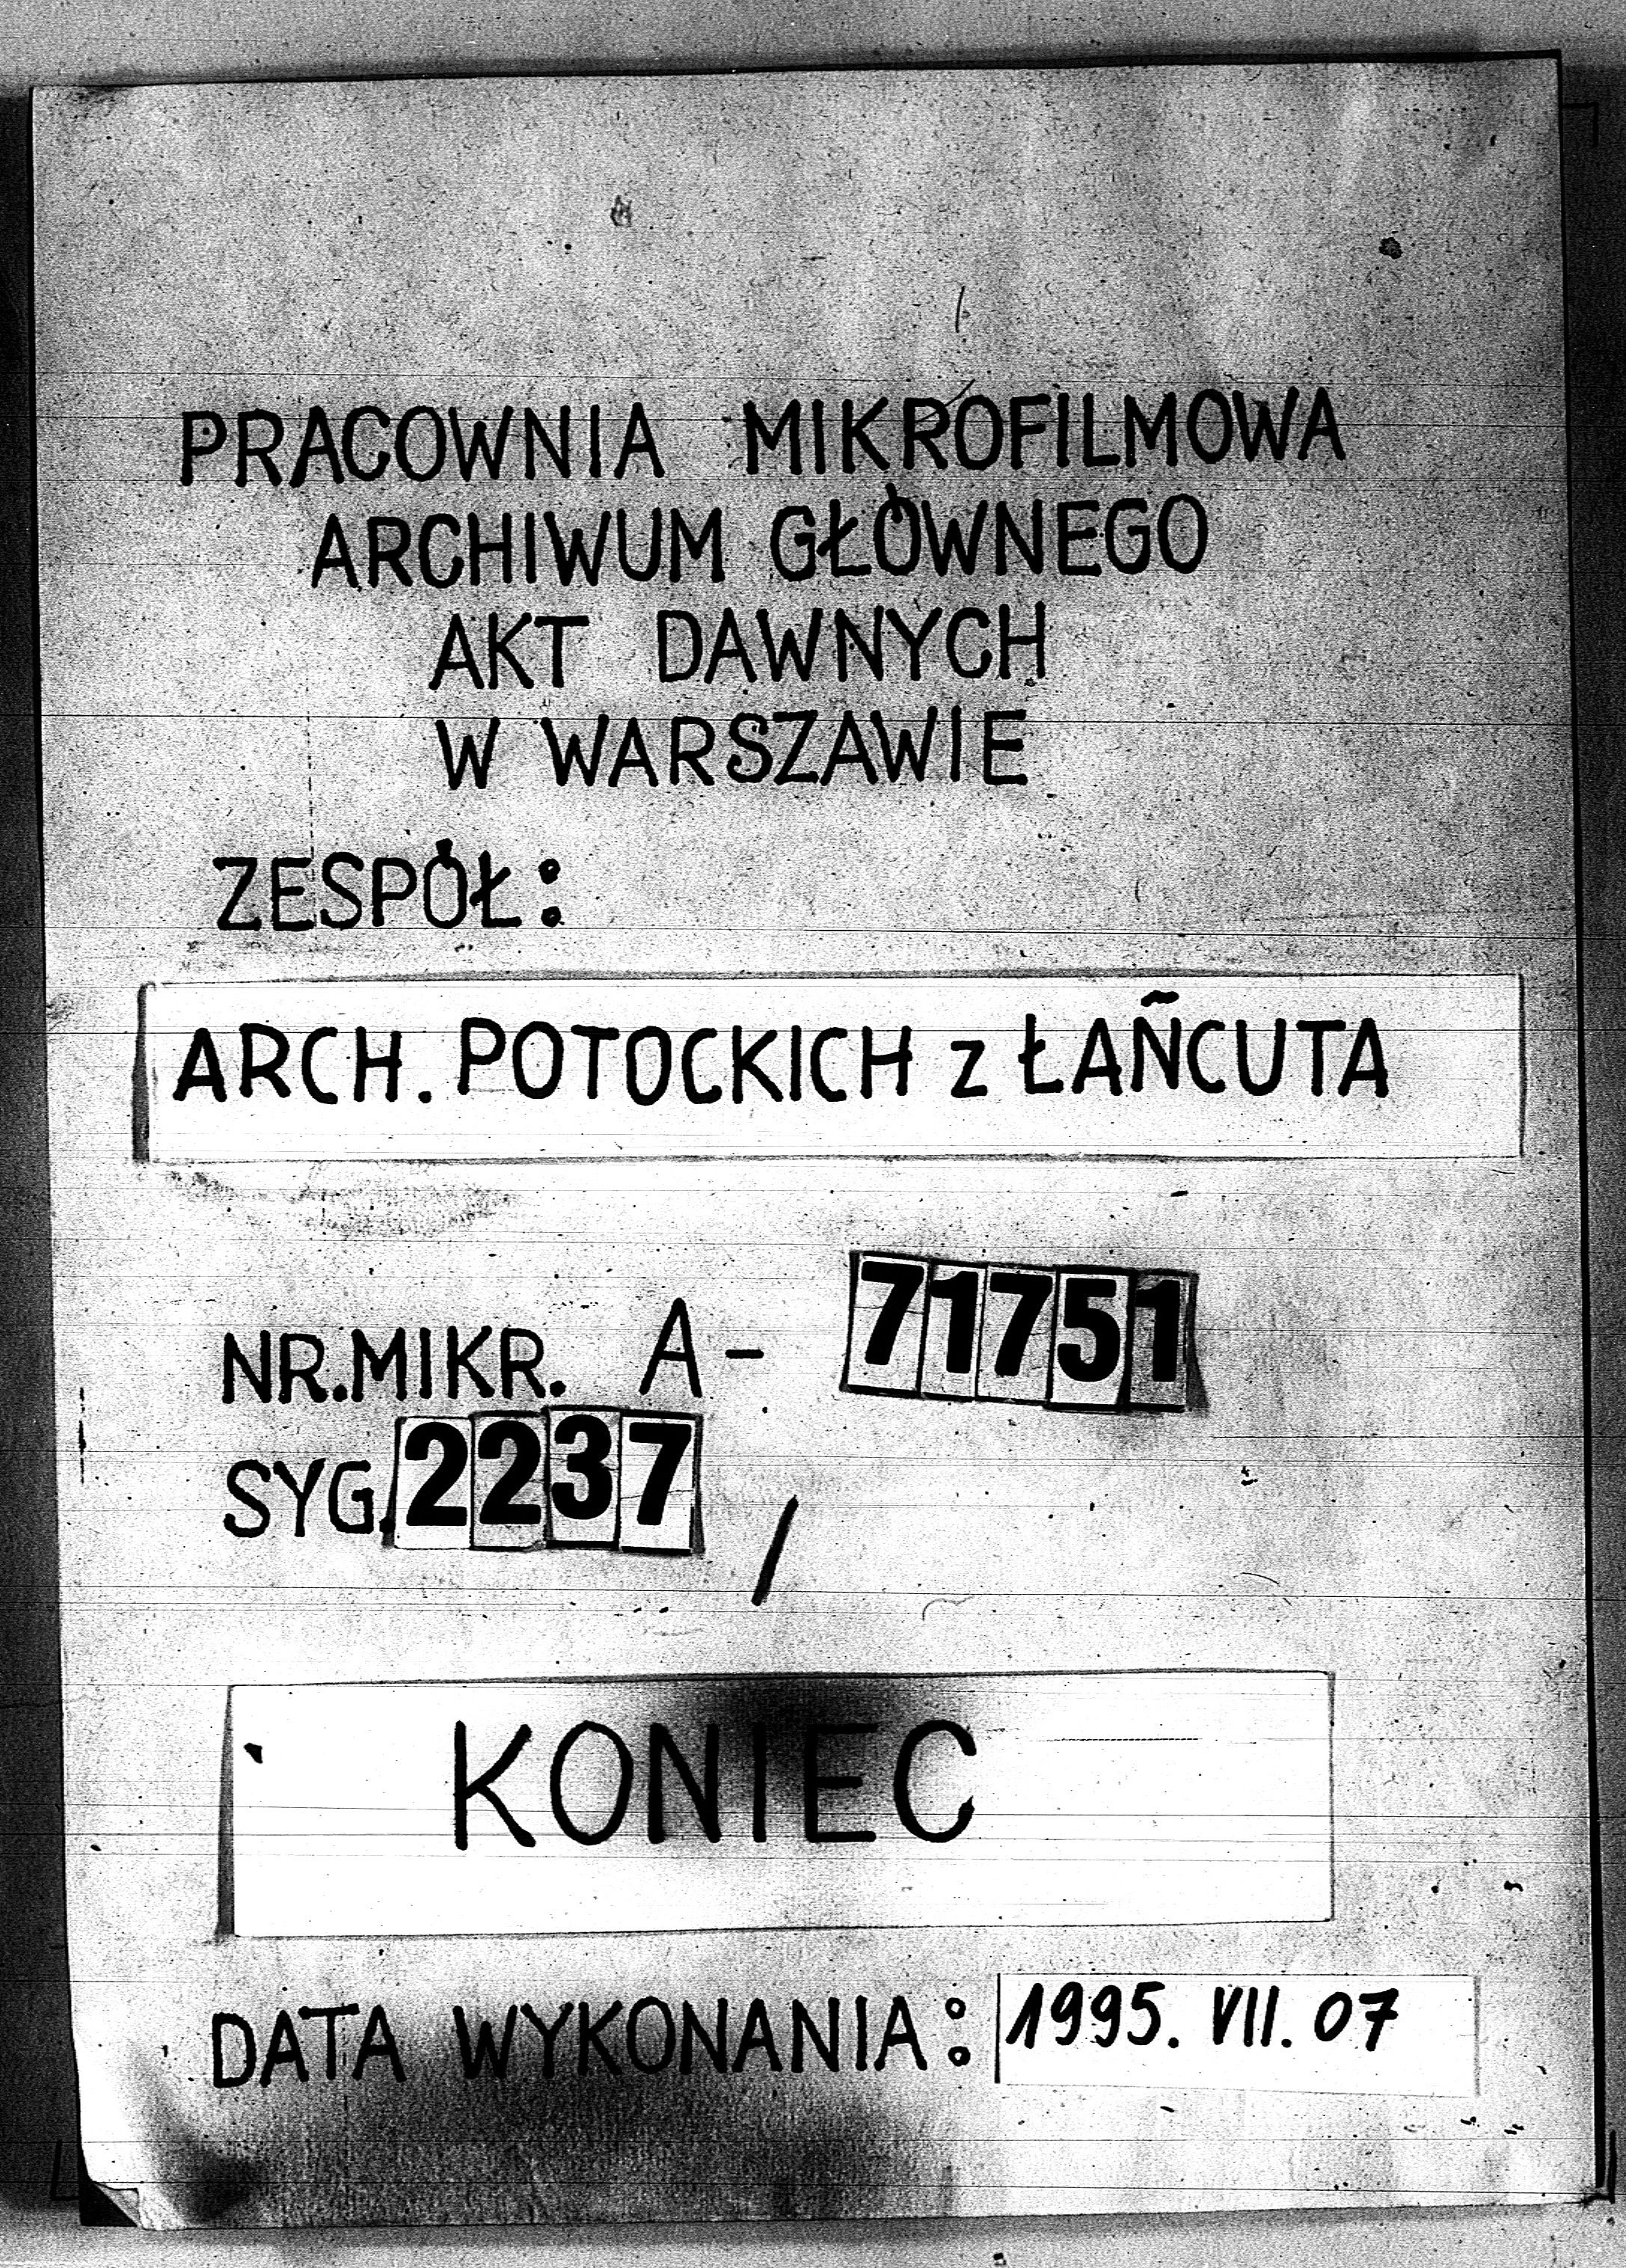 PRACOWNIA MIKROFILMOWA
ARCHIWUM GŁÓWNEGO
AKT DAWNYCH
W WARSZAWIE
ZESPÓŁ:
ARCH. POTOCKICH z ŁAŃCUTA
NR.MIKR. A- 71751
SYG. 2237 /
KONIEC
DATA WYKONANIA: 1995. VII. 07